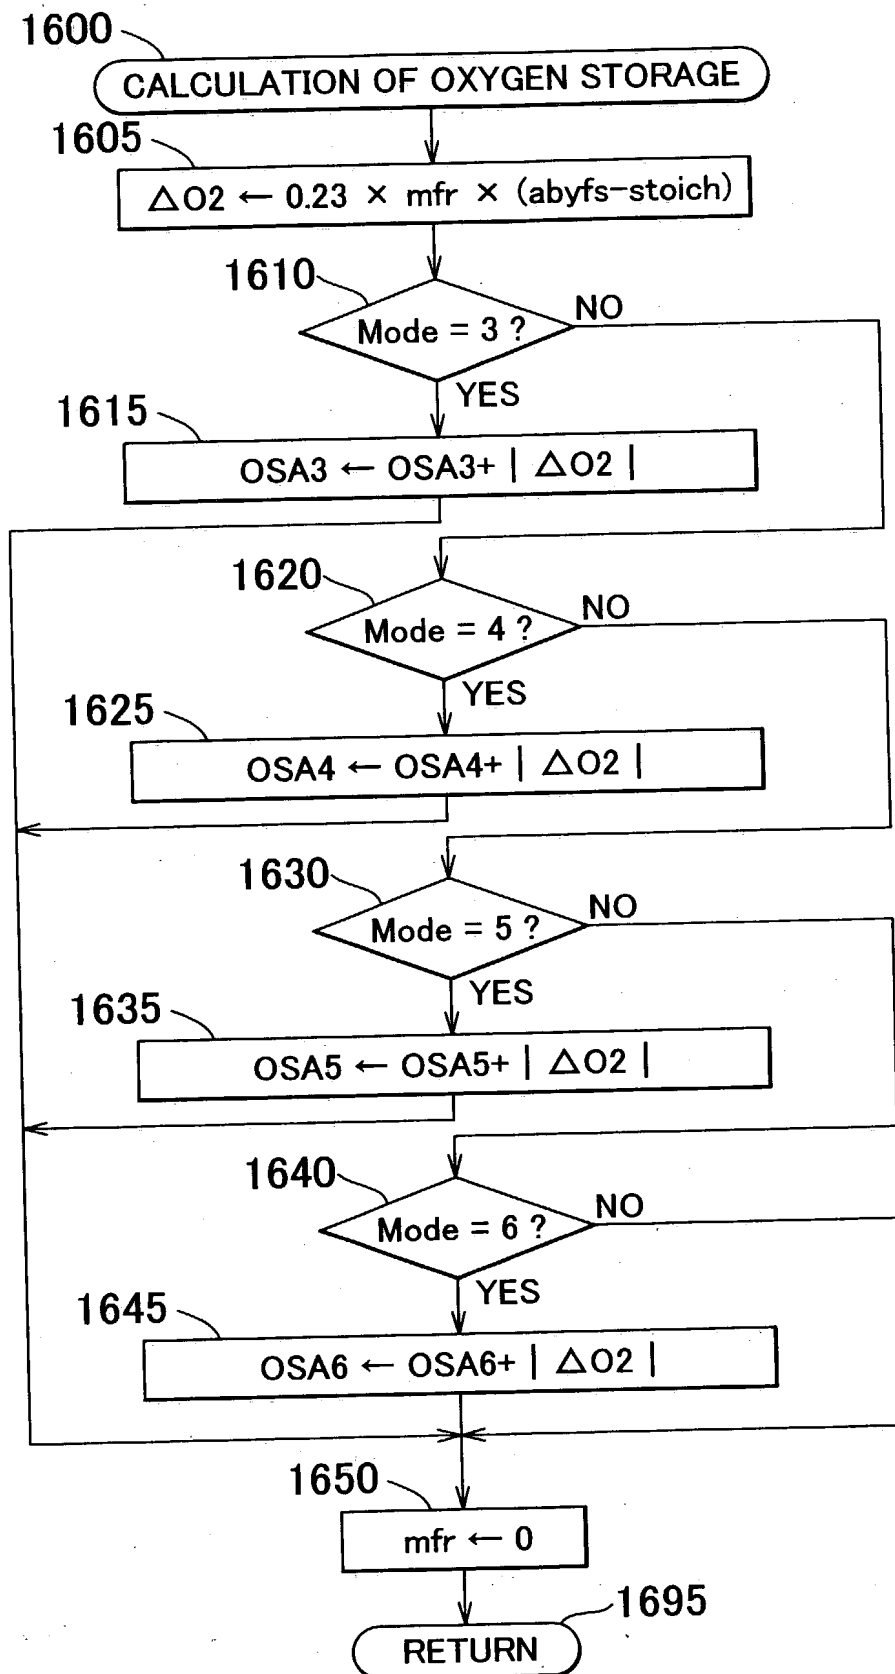 1600
CALCULATION OF OXYGEN STORAGE
1605
△O2 ← 0.23 × mfr × (abyfs-stoich)
1610
Mode = 3 ?
NO
YES
1615
OSA3 ← OSA3+ | △O2 |
1620
Mode = 4 ?
NO
YES
1625
OSA4 ← OSA4+ | △O2 |
1630
Mode = 5 ?
NO
YES
1635
OSA5 ← OSA5+ | △O2 |
1640
Mode = 6 ?
NO
YES
1645
OSA6 ← OSA6+ | △O2 |
1650
mfr ← 0
1695
RETURN